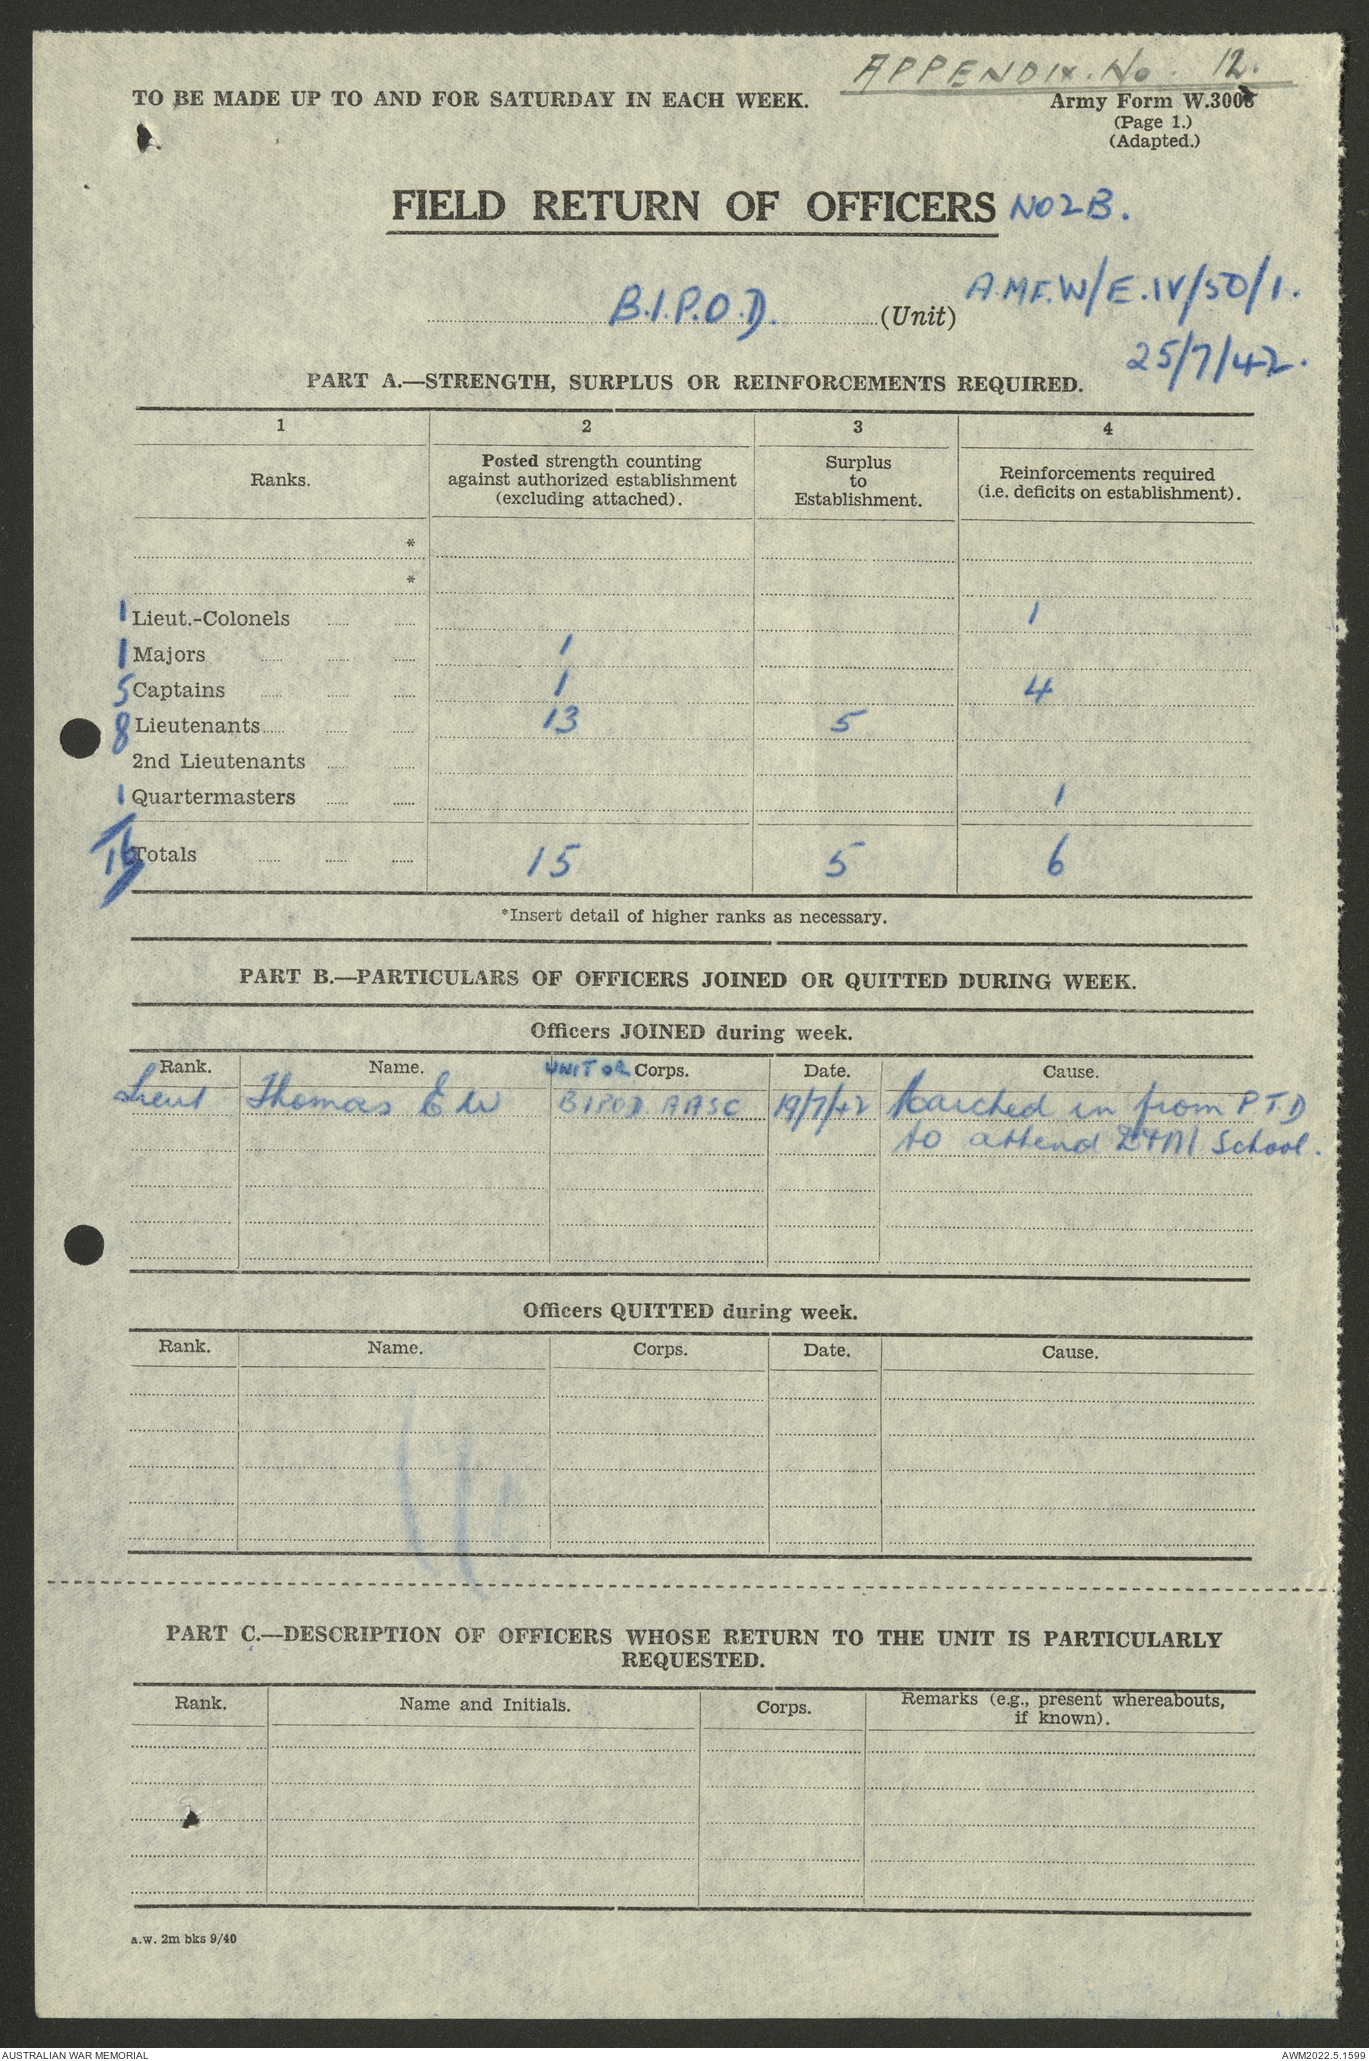 APPENDIX. No. 12.
TO BE MADE UP TO AND FOR SATURDAY IN EACH WEEK.
Army Form W.3008
(Page 1.)
(Adapted.)
FIELD RETURN OF OFFICERS NO2B.
B.I.P.O.D. (Unit) A.M.F.W/E.IV/50/1.
25/7/42.
PART A.—STRENGTH, SURPLUS OR REINFORCEMENTS REQUIRED.
1 2 3 4
Ranks. Posted strength counting against authorized establishment (excluding attached). Surplus to Establishment. Reinforcements required (i.e. deficits on establishment).
*
*
1 Lieut.-Colonels 1
1 Majors 1
5 Captains 1 4
8 Lieutenants 13 5
2nd Lieutenants
1 Quartermasters 1
16 Totals 15 5 6
*Insert detail of higher ranks as necessary.
PART B.—PARTICULARS OF OFFICERS JOINED OR QUITTED DURING WEEK.
Officers JOINED during week.
Rank. Name. UNIT OR Corps. Date. Cause.
Lieut Thomas E W BIPOD. AASC 19/7/42 Marched in from PTD
to attend School.
Officers QUITTED during week.
Rank. Name. Corps. Date. Cause.
PART C.—DESCRIPTION OF OFFICERS WHOSE RETURN TO THE UNIT IS PARTICULARLY
REQUESTED.
Rank. Name and Initials. Corps. Remarks (e.g., present whereabouts, if known).
a.w. 2m bks 9/40
AUSTRALIAN WAR MEMORIAL AWM2022.5.1599